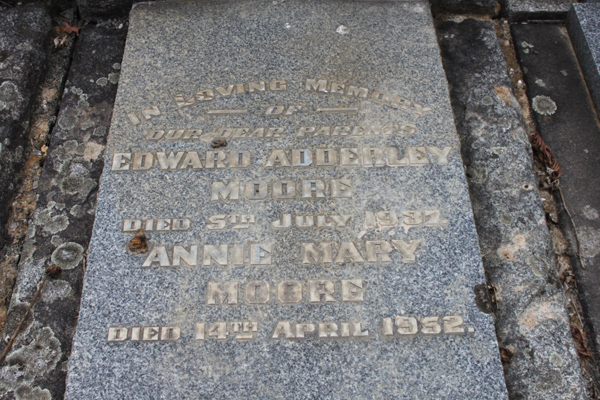 IN LOVING MEMORY
OF
OUR DEAR PARENTS
EDWARD ADDERLEY
MOORE
DIED 5TH JULY 1937.
ANNIE MARY
MOORE
DIED 14TH APRIL 1952.